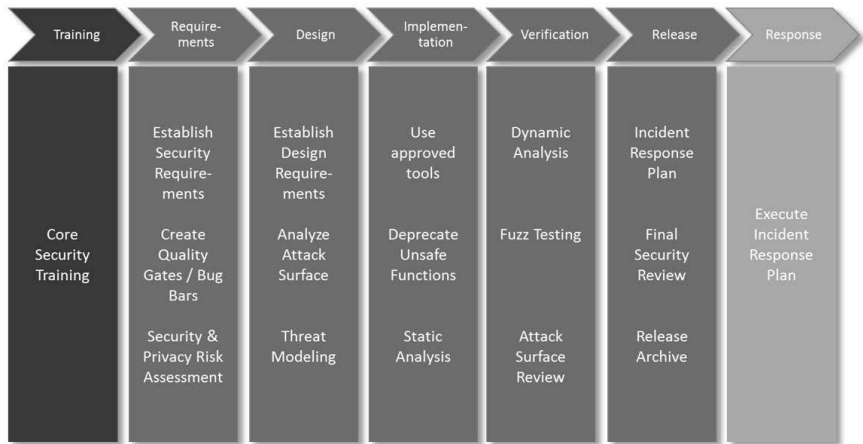 Training
Require-
ments
Design
Implemen-
tation
Verification
Release
Response
Core
Security
Training
Establish
Security
Require-
ments
Create
Quality
Gates / Bug
Bars
Security &
Privacy Risk
Assessment
Establish
Design
Require-
ments
Analyze
Attack
Surface
Threat
Modeling
Use
approved
tools
Deprecate
Unsafe
Functions
Static
Analysis
Dynamic
Analysis
Fuzz Testing
Attack
Surface
Review
Incident
Response
Plan
Final
Security
Review
Release
Archive
Execute
Incident
Response
Plan